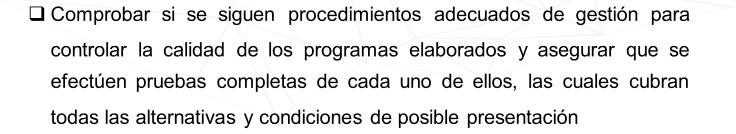 ❑ Comprobar si se siguen procedimientos adecuados de gestión para
controlar la calidad de los programas elaborados y asegurar que se
efectúen pruebas completas de cada uno de ellos, las cuales cubran
todas las alternativas y condiciones de posible presentación